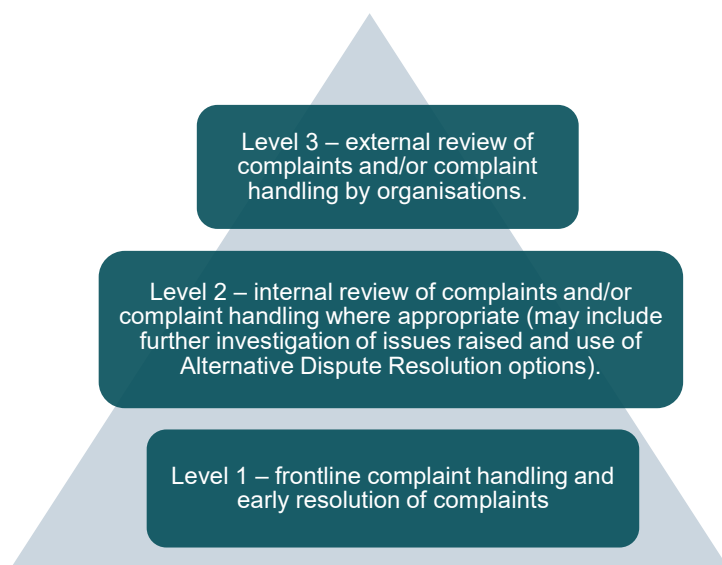 Level 3 – external review of
complaints and/or complaint
handling by organisations.
Level 2 – internal review of complaints and/or
complaint handling where appropriate (may include
further investigation of issues raised and use of
Alternative Dispute Resolution options).
Level 1 – frontline complaint handling and
early resolution of complaints